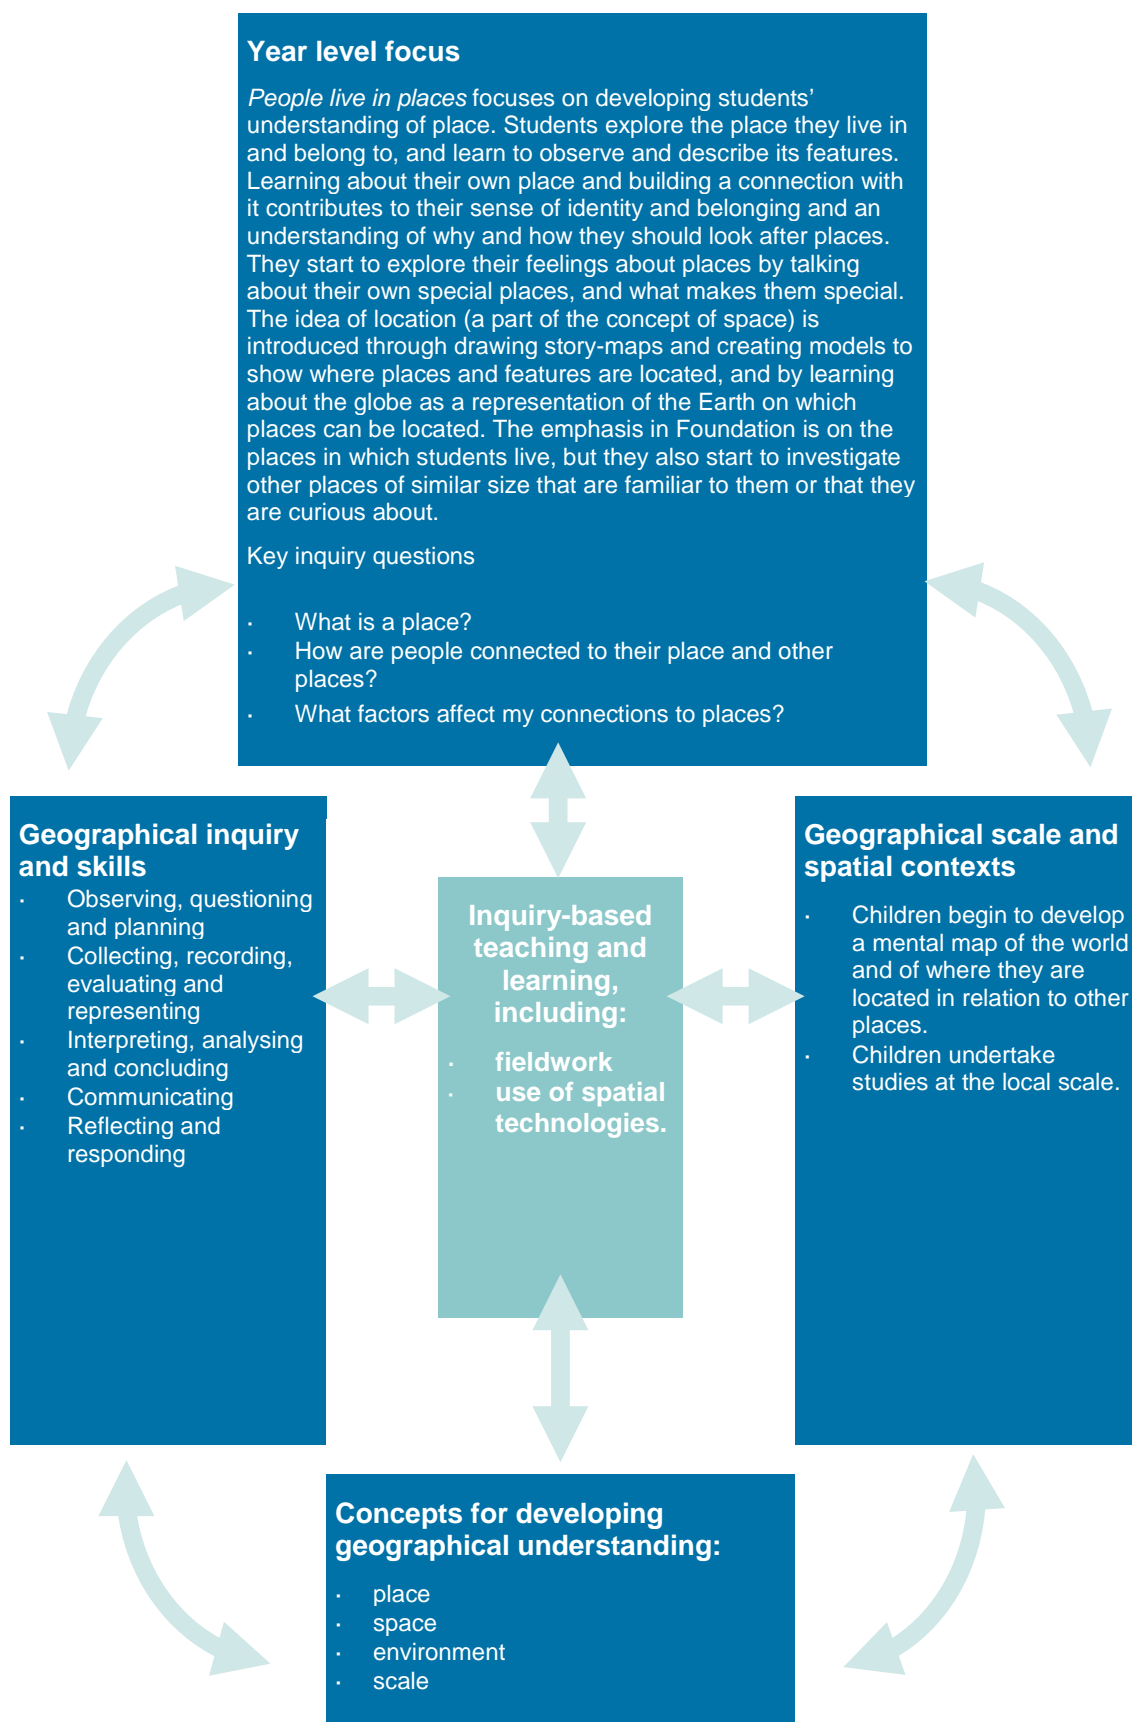 Year level focus
People live in places focuses on developing students’
understanding of place. Students explore the place they live in
and belong to, and learn to observe and describe its features.
Learning about their own place and building a connection with
it contributes to their sense of identity and belonging and an
understanding of why and how they should look after places.
They start to explore their feelings about places by talking
about their own special places, and what makes them special.
The idea of location (a part of the concept of space) is
introduced through drawing story-maps and creating models to
show where places and features are located, and by learning
about the globe as a representation of the Earth on which
places can be located. The emphasis in Foundation is on the
places in which students live, but they also start to investigate
other places of similar size that are familiar to them or that they
are curious about.
Key inquiry questions
· What is a place?
· How are people connected to their place and other
places?
· What factors affect my connections to places?
Geographical inquiry
and skills
· Observing, questioning
and planning
· Collecting, recording,
evaluating and
representing
· Interpreting, analysing
and concluding
· Communicating
· Reflecting and
responding
Inquiry-based
teaching and
learning,
including:
· fieldwork
· use of spatial
technologies.
Geographical scale and
spatial contexts
· Children begin to develop
a mental map of the world
and of where they are
located in relation to other
places.
· Children undertake
studies at the local scale.
Concepts for developing
geographical understanding:
· place
· space
· environment
· scale